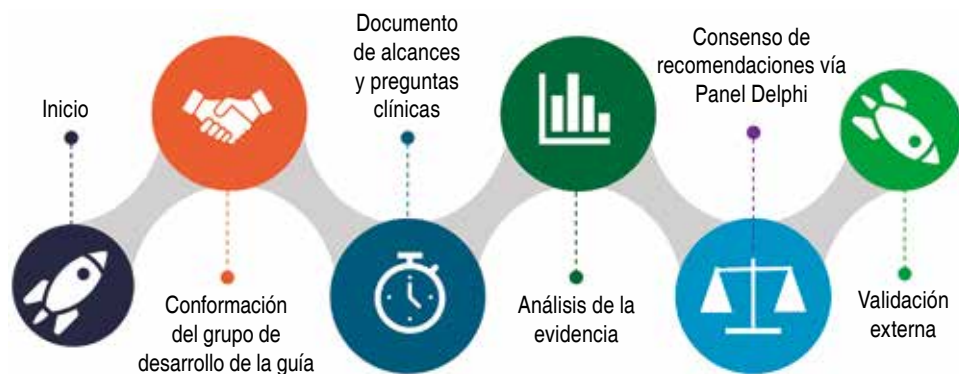 Inicio
Conformación
del grupo de
desarrollo de la guía
Documento
de alcances
y preguntas
clínicas
Análisis de la
evidencia
Consenso de
recomendaciones vía
Panel Delphi
Validación
externa